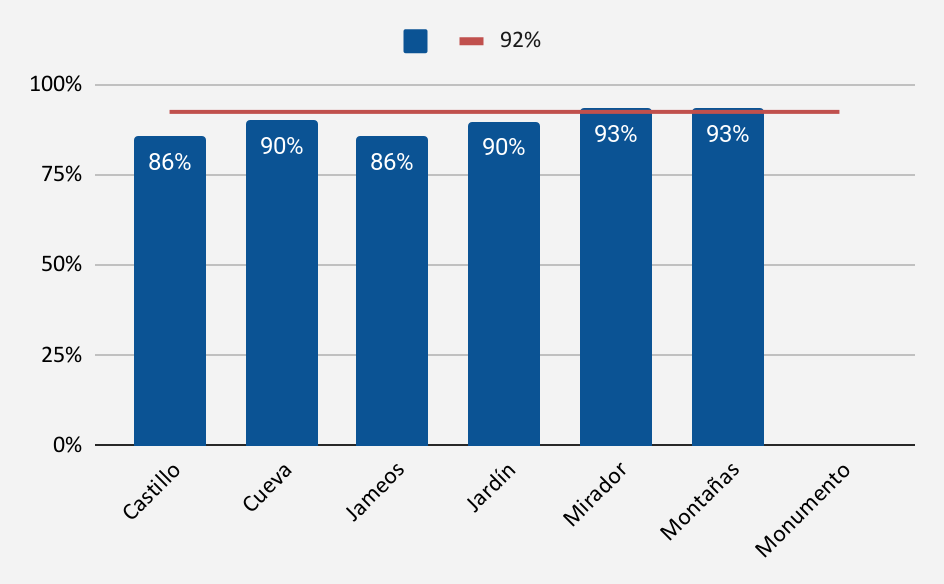 92%
100%
75%
50%
25%
0%
86%
90%
86%
90%
93%
93%
Castillo
Cueva
Jameos
Jardín
Mirador
Montañas
Monumento